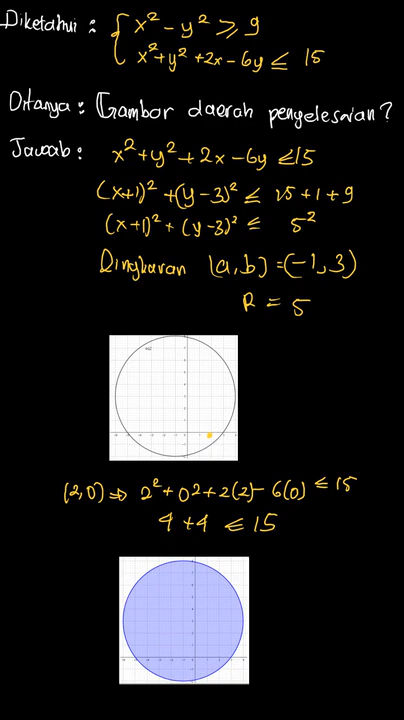 Diketahui : { x² - y² ≥ 9
x² + y² + 2x - 6y ≤ 15
Ditanya : Gambar daerah penyelesaian?
Jawab : x² + y² + 2x - 6y ≤ 15
(x+1)² + (y-3)² ≤ 15 + 1 + 9
(x+1)² + (y-3)² ≤ 5²
Lingkaran (a,b) = (-1,3)
R = 5
(2,0) ⇒ 2² + 0² + 2(2) - 6(0) ≤ 15
4 + 4 ≤ 15